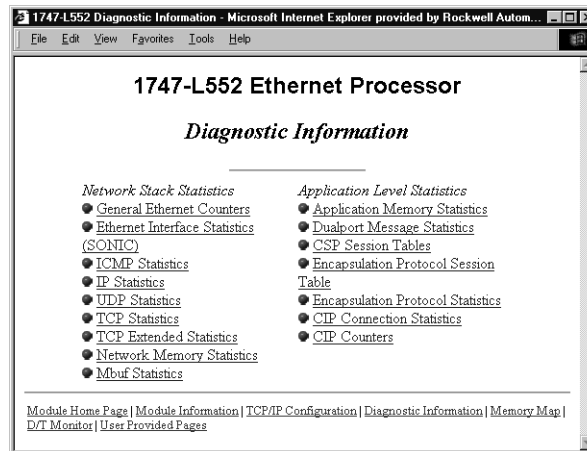 1747-L552 Diagnostic Information - Microsoft Internet Explorer provided by Rockwell Autom...
File Edit View Favorites Tools Help
1747-L552 Ethernet Processor
Diagnostic Information
Network Stack Statistics
General Ethernet Counters
Ethernet Interface Statistics
(SONIC)
ICMP Statistics
IP Statistics
UDP Statistics
TCP Statistics
TCP Extended Statistics
Network Memory Statistics
Mbuf Statistics
Application Level Statistics
Application Memory Statistics
Dualport Message Statistics
CSP Session Tables
Encapsulation Protocol Session
Table
Encapsulation Protocol Statistics
CIP Connection Statistics
CIP Counters
Module Home Page | Module Information | TCP/IP Configuration | Diagnostic Information | Memory Map |
D/T Monitor | User Provided Pages